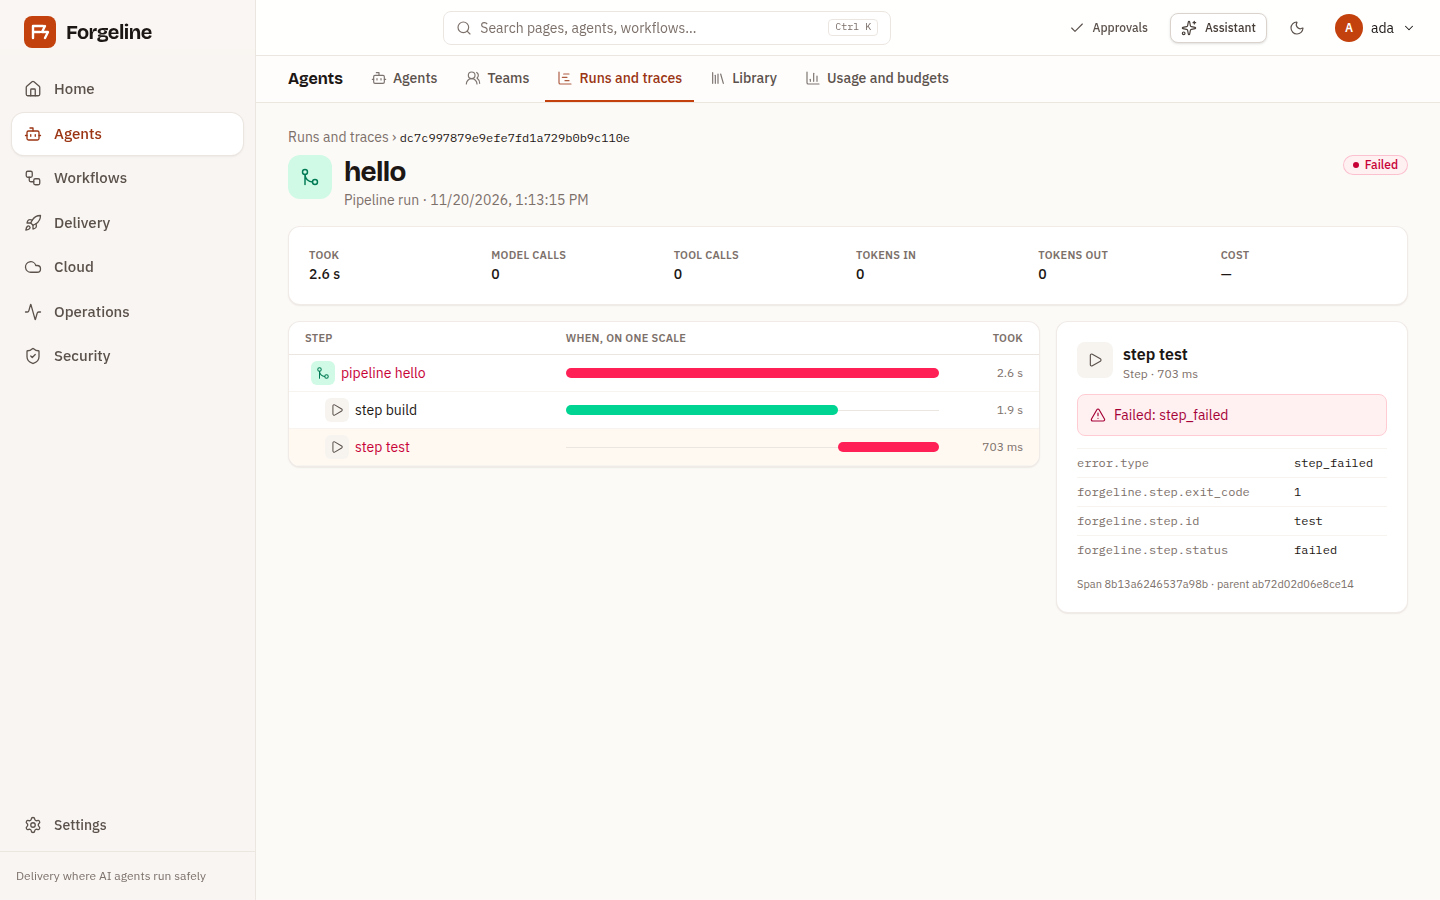 Forgeline
Search pages, agents, workflows...
Ctrl K
Approvals
Assistant
A
ada
Home
Agents
Workflows
Delivery
Cloud
Operations
Security
Settings
Delivery where AI agents run safely
Agents
Agents
Teams
Runs and traces
Library
Usage and budgets
Runs and traces › dc7c997879e9efe7fd1a729b0b9c110e
hello
Pipeline run · 11/20/2026, 1:13:15 PM
Failed
TOOK
2.6 s
MODEL CALLS
0
TOOL CALLS
0
TOKENS IN
0
TOKENS OUT
0
COST
—
STEP WHEN, ON ONE SCALE TOOK
pipeline hello 2.6 s
step build 1.9 s
step test 703 ms
step test
Step · 703 ms
Failed: step_failed
error.type step_failed
forgeline.step.exit_code 1
forgeline.step.id test
forgeline.step.status failed
Span 8b13a6246537a98b · parent ab72d02d06e8ce14